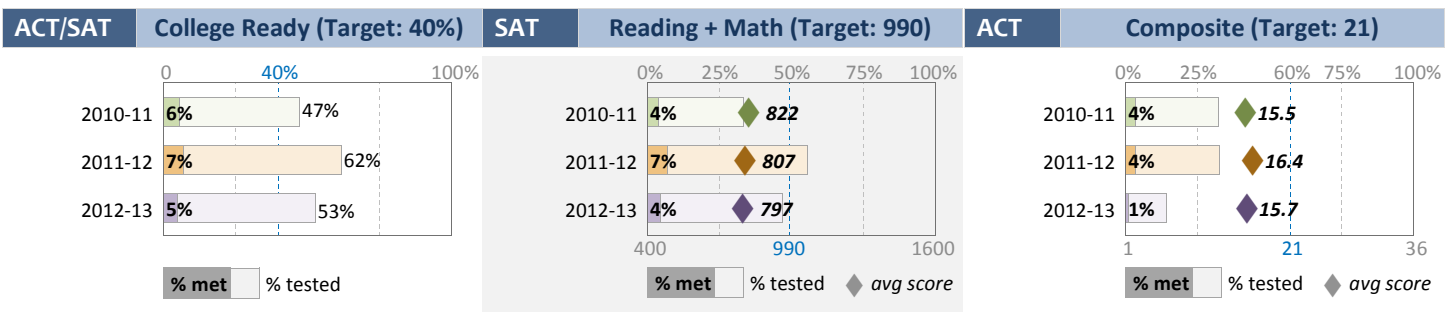 ACT/SAT College Ready (Target: 40%)
0 40% 100%
2010-11 6% 47%
2011-12 7% 62%
2012-13 5% 53%
% met % tested
SAT Reading + Math (Target: 990)
0% 25% 50% 75% 100%
2010-11 4% 822
2011-12 7% 807
2012-13 4% 797
400 990 1600
% met % tested avg score
ACT Composite (Target: 21)
0% 25% 60% 75% 100%
2010-11 4% 15.5
2011-12 4% 16.4
2012-13 1% 15.7
1 21 36
% met % tested avg score